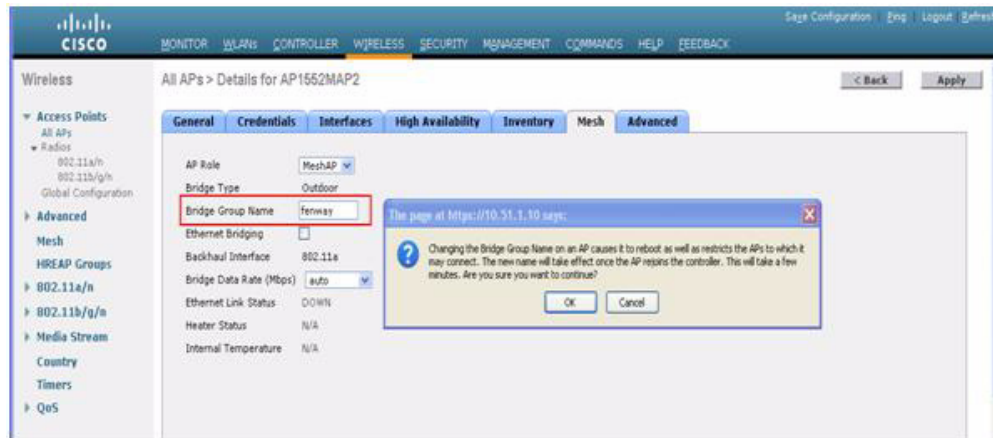 Save Configuration Ping Logout Refresh
CISCO
MONITOR WLANs CONTROLLER WIRELESS SECURITY MANAGEMENT COMMANDS HELP FEEDBACK
Wireless
All APs > Details for AP1552MAP2
< Back Apply
Access Points
All APs
Radios
802.11a/n
802.11b/g/n
Global Configuration
Advanced
Mesh
HREAP Groups
802.11a/n
802.11b/g/n
Media Stream
Country
Timers
QoS
General Credentials Interfaces High Availability Inventory Mesh Advanced
AP Role MeshAP
Bridge Type Outdoor
Bridge Group Name fenway
Ethernet Bridging
Backhaul Interface 802.11a
Bridge Data Rate (Mbps) auto
Ethernet Link Status DOWN
Heater Status N/A
Internal Temperature N/A
The page at https://10.51.1.10 says:
Changing the Bridge Group Name on an AP causes it to reboot as well as restricts the APs to which it
may connect. The new name will take effect once the AP rejoins the controller. This will take a few
minutes. Are you sure you want to continue?
OK Cancel